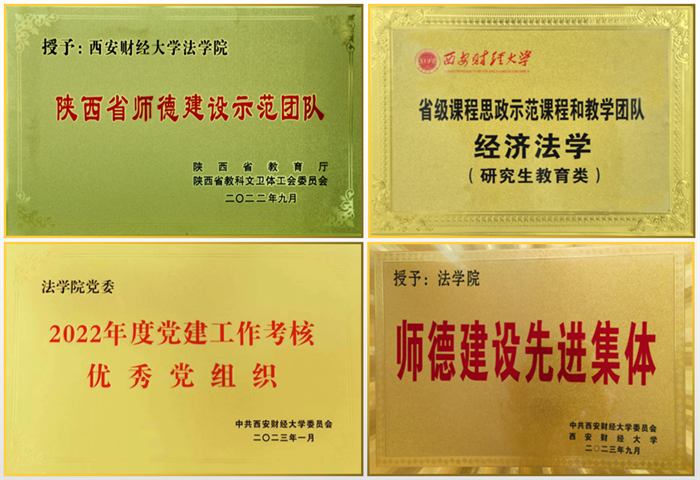 授予：西安财经大学法学院
陕西省师德建设示范团队
陕西省教育厅
陕西省教科文卫体工会委员会
二〇二二年九月
西安财经大学
省级课程思政示范课程和教学团队
经济法学
（研究生教育类）
法学院党委
2022年度党建工作考核
优秀党组织
中共西安财经大学委员会
二〇二三年一月
授予：法学院
师德建设先进集体
中共西安财经大学委员会
西安财经大学
二〇二三年九月